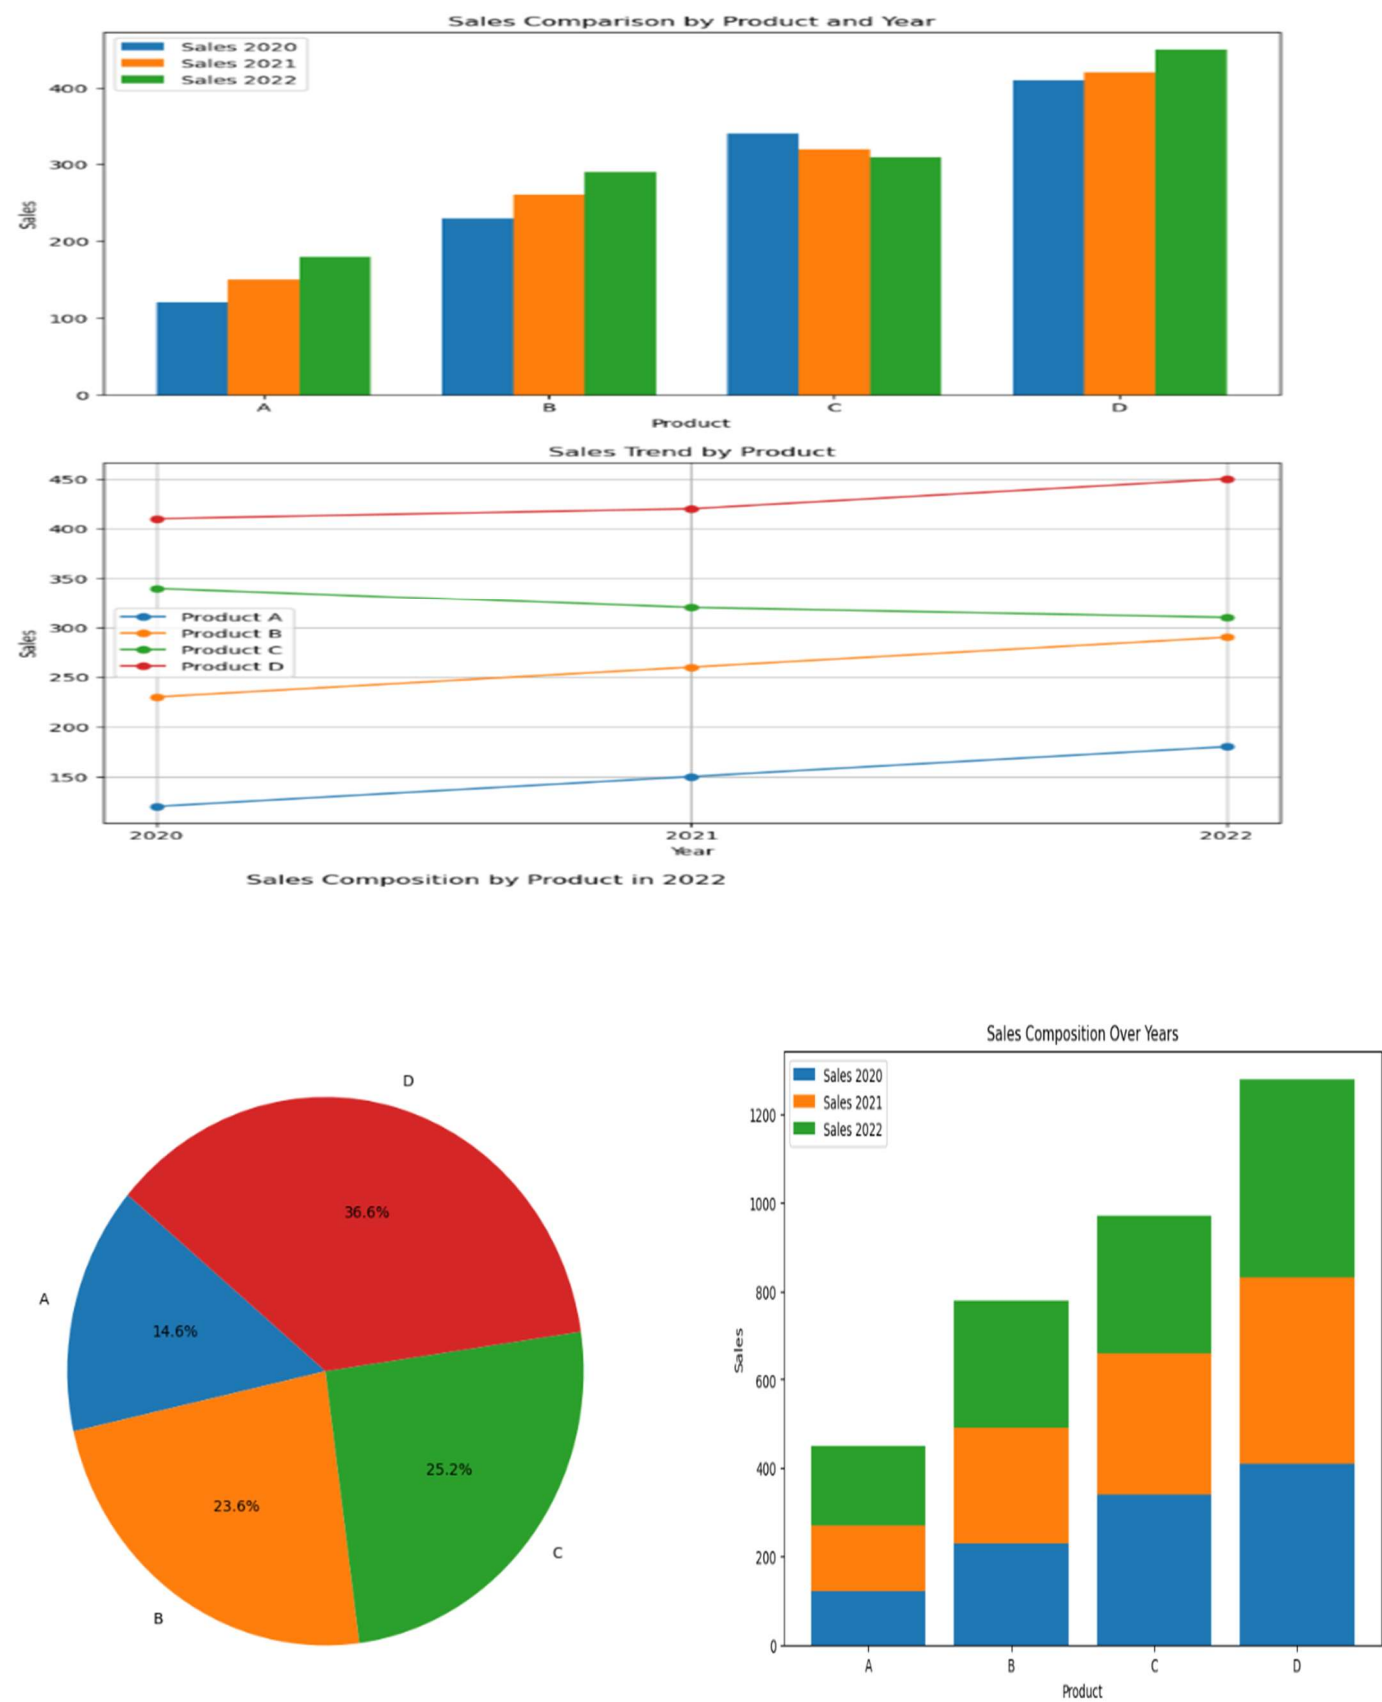 Sales Comparison by Product and Year
Sales 2020
Sales 2021
Sales 2022
400
300
200
100
0
Sales
A B C D
Product
Sales Trend by Product
450
400
350
300
250
200
150
Sales
Product A
Product B
Product C
Product D
2020 2021 2022
Year
Sales Composition by Product in 2022
D
36.6%
A
14.6%
25.2%
23.6%
C
B
Sales Composition Over Years
Sales 2020
Sales 2021
Sales 2022
1200
1000
800
600
400
200
0
Sales
A B C D
Product